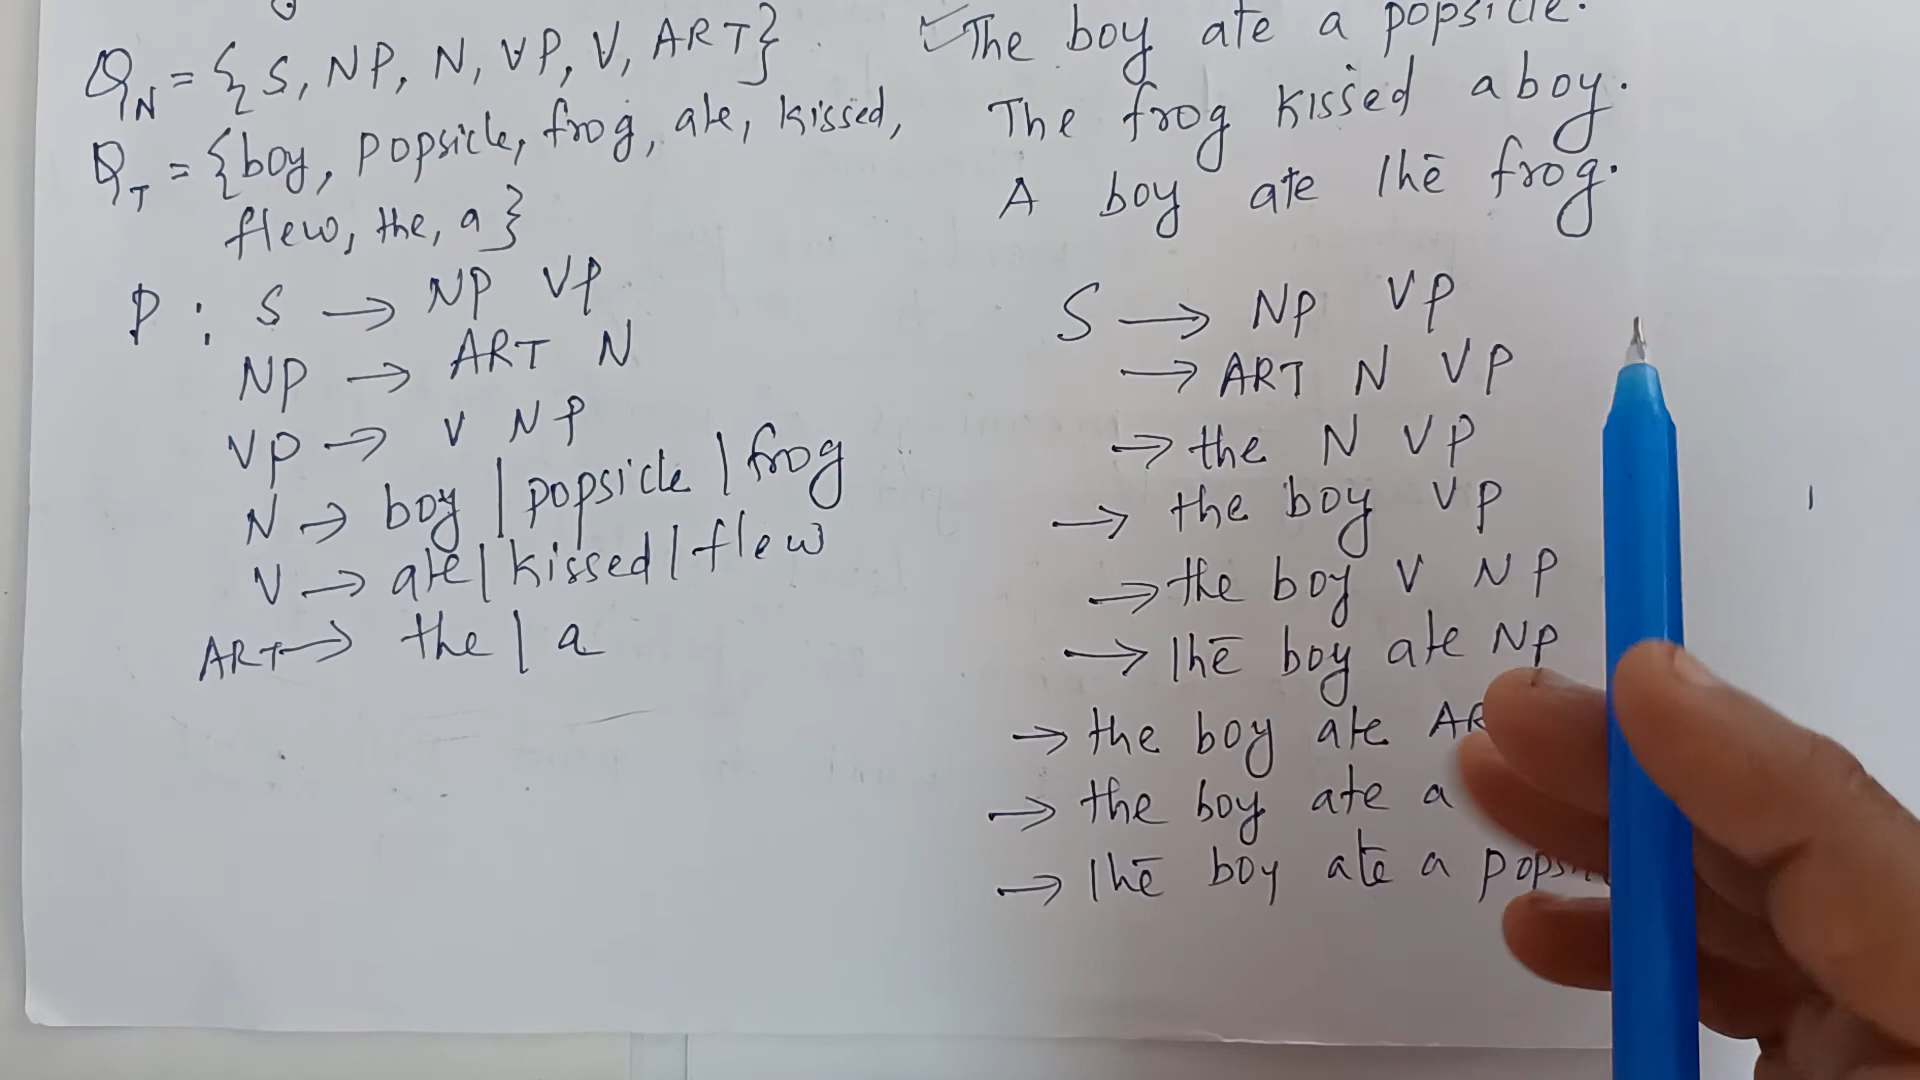 Q_N = {S, NP, N, VP, V, ART}
Q_T = {boy, popsicle, frog, ate, kissed,
flew, the, a}
P : S → NP VP
NP → ART N
VP → V NP
N → boy | popsicle | frog
V → ate | kissed | flew
ART → the | a
✓ The boy ate a popsicle.
The frog kissed a boy.
A boy ate the frog.
S → NP VP
→ ART N VP
→ the N VP
→ the boy VP
→ the boy V NP
→ the boy ate NP
→ the boy ate
→ the boy ate a
→ the boy ate a